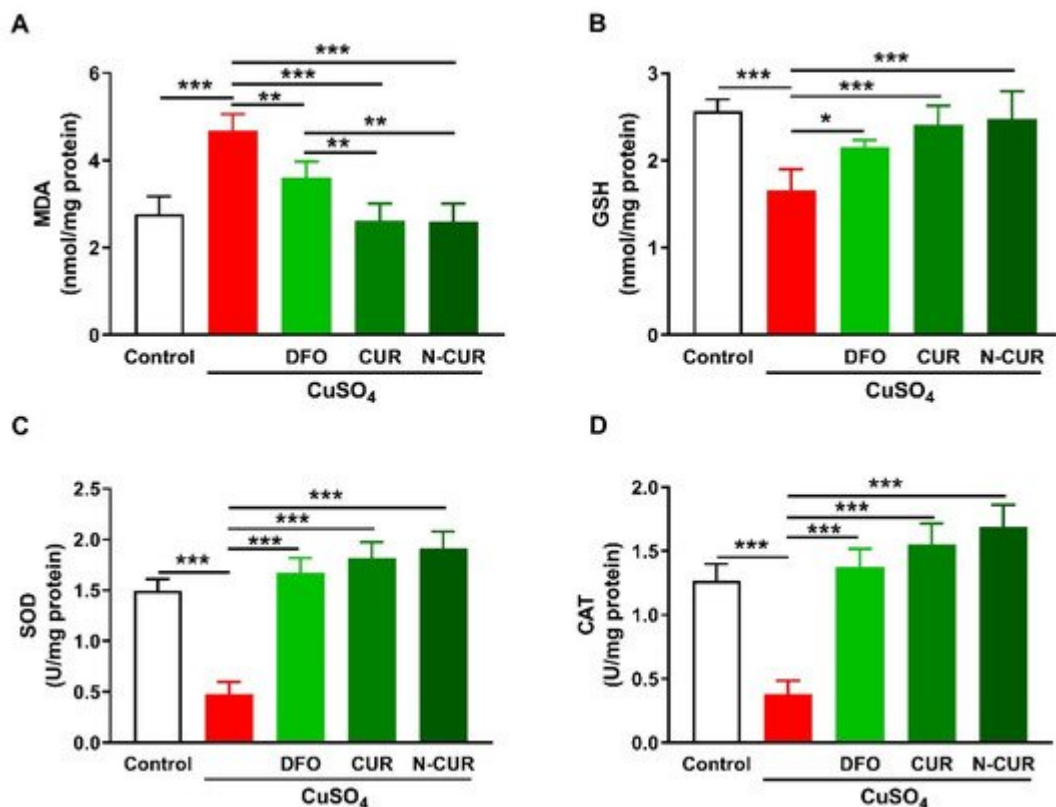 A
MDA
(nmol/mg protein)
6
4
2
0
***
***
***
**
**
**
Control
DFO
CUR
N-CUR
CuSO₄
B
GSH
(nmol/mg protein)
3
2
1
0
***
***
***
*
Control
DFO
CUR
N-CUR
CuSO₄
C
SOD
(U/mg protein)
2.5
2.0
1.5
1.0
0.5
0.0
***
***
***
***
Control
DFO
CUR
N-CUR
CuSO₄
D
CAT
(U/mg protein)
2.0
1.5
1.0
0.5
0.0
***
***
***
***
Control
DFO
CUR
N-CUR
CuSO₄